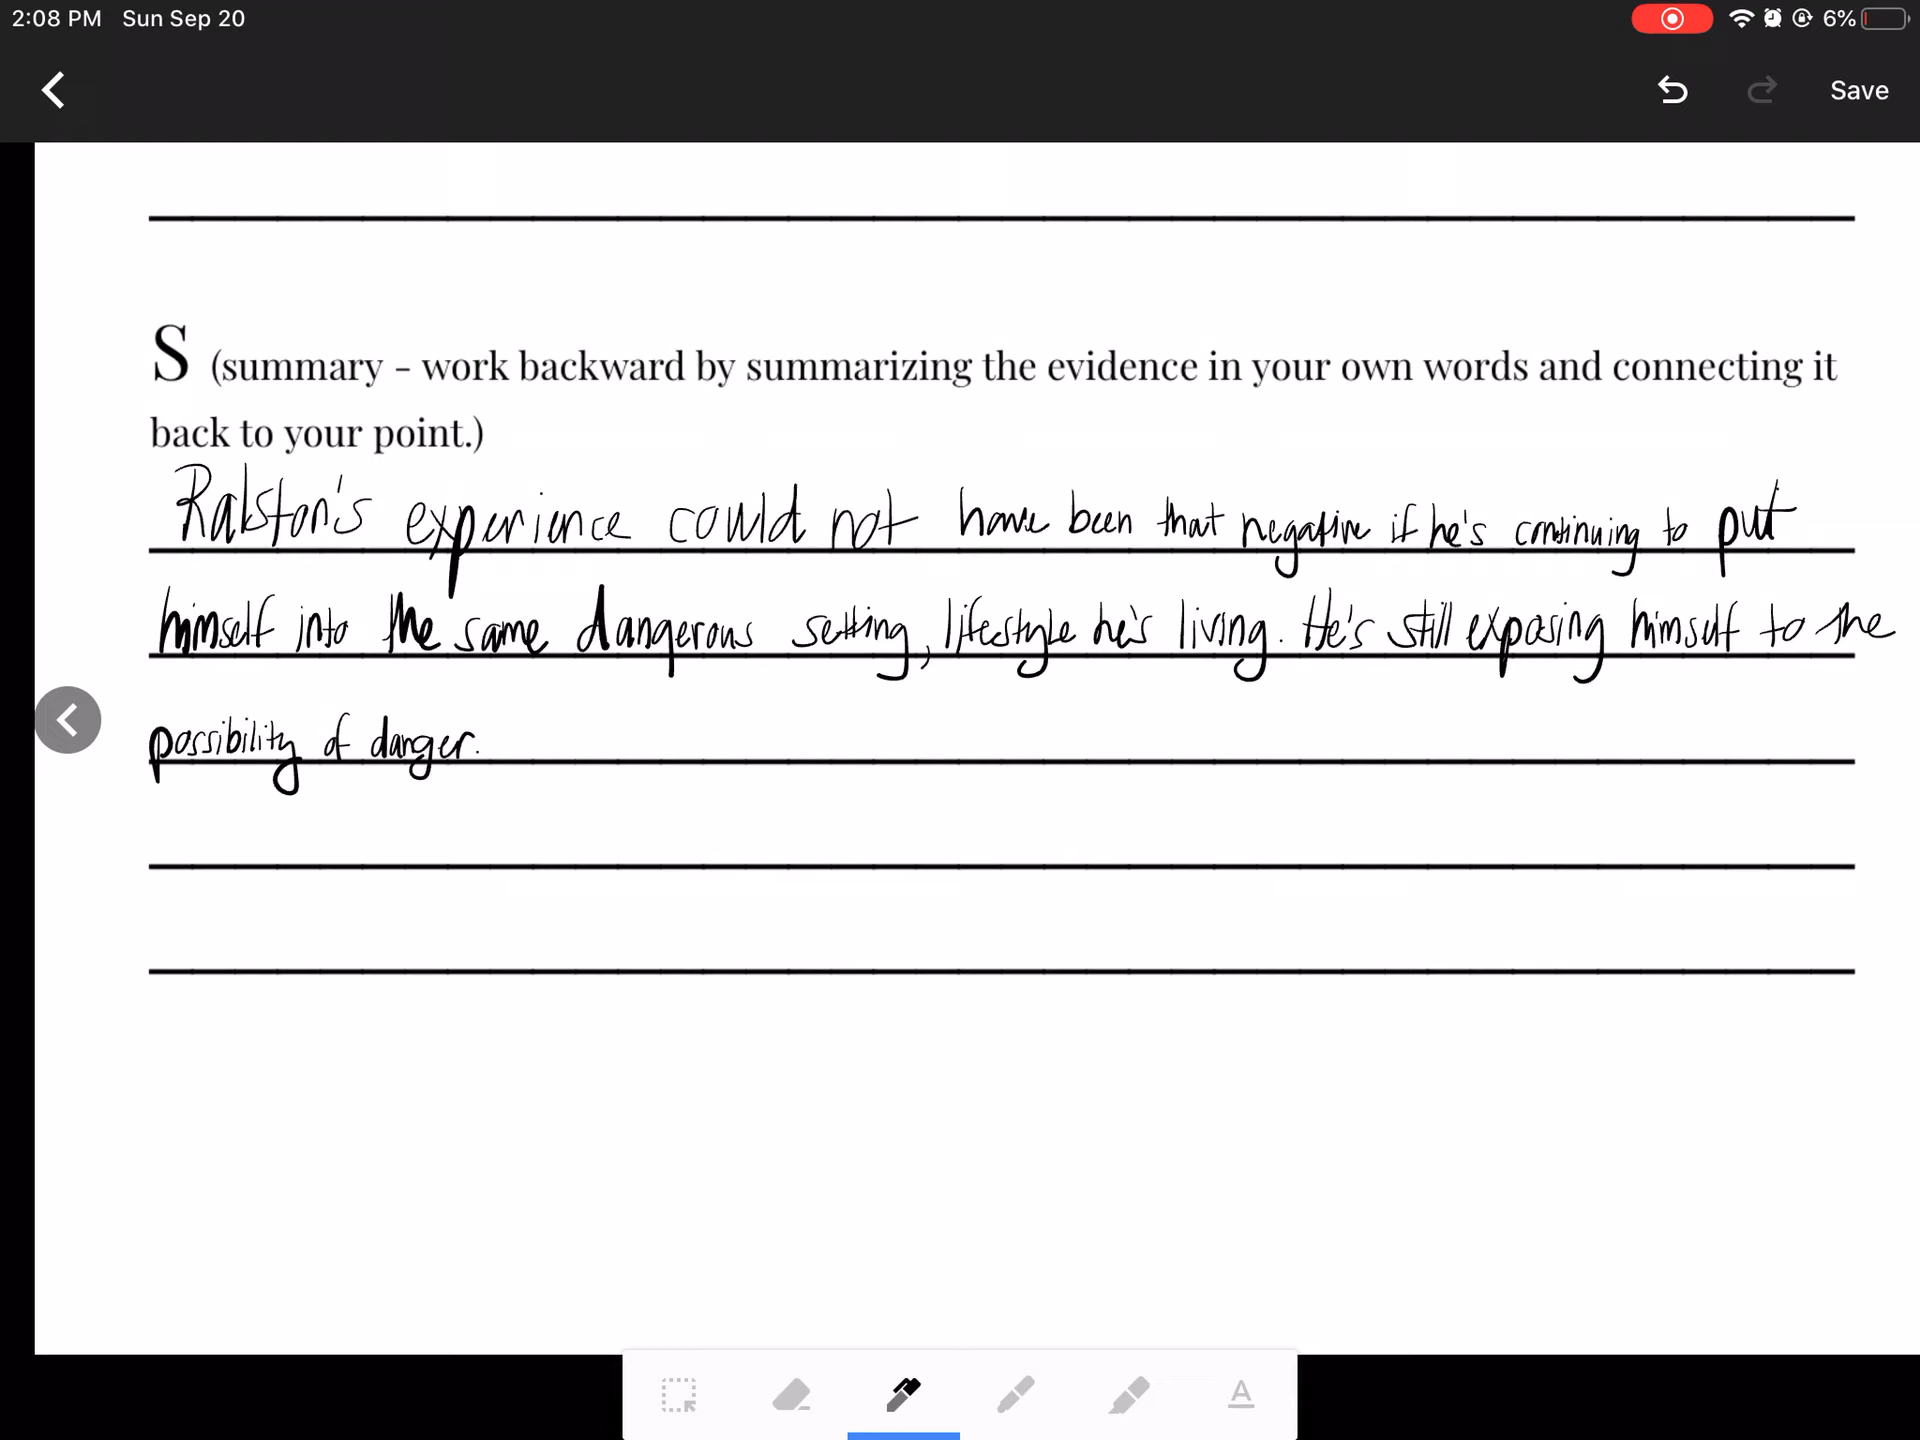 2:08 PM Sun Sep 20 6%
Save
S (summary - work backward by summarizing the evidence in your own words and connecting it
back to your point.)
Ralston's experience could not have been that negative if he's continuing to put
himself into the same dangerous setting, lifestyle he's living. He's still exposing himself to the
possibility of danger.
A